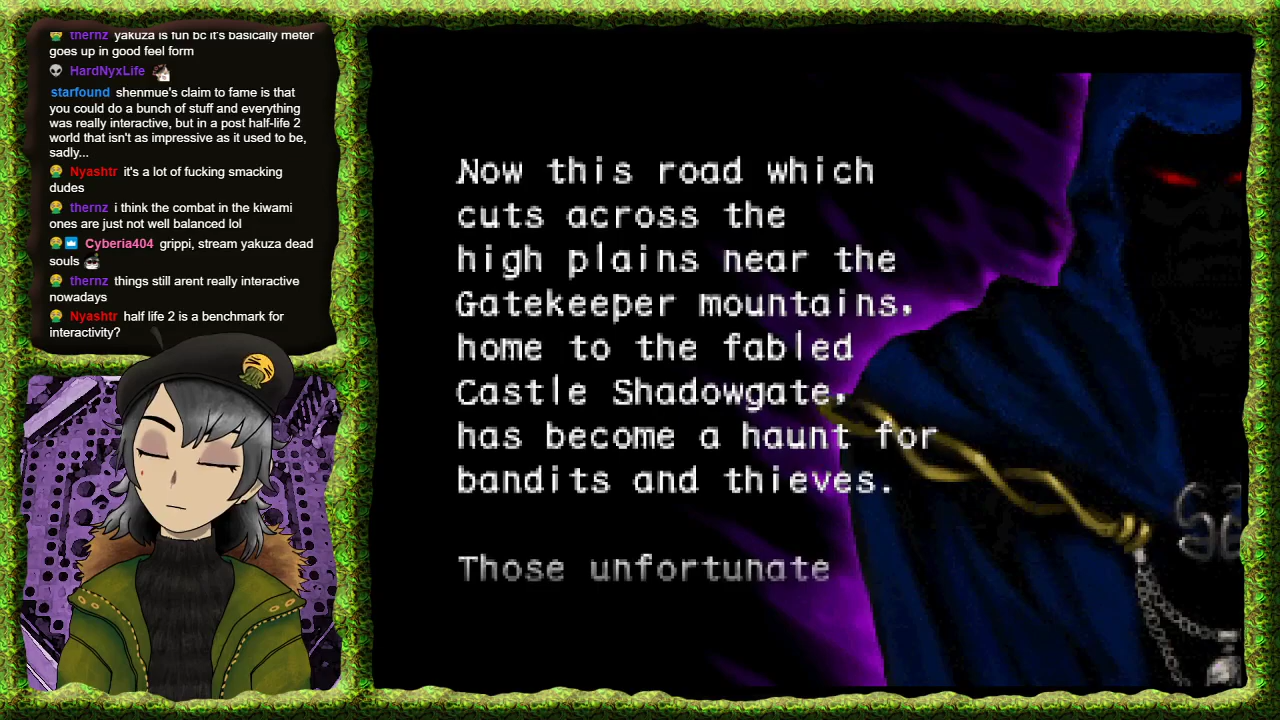 thernz yakuza is fun bc it's basically meter
goes up in good feel form
HardNyxLife
starfound shenmue's claim to fame is that
you could do a bunch of stuff and everything
was really interactive, but in a post half-life 2
world that isn't as impressive as it used to be,
sadly...
Nyashtr it's a lot of fucking smacking
dudes
thernz i think the combat in the kiwami
ones are just not well balanced lol
Cyberia404 grippi, stream yakuza dead
souls
thernz things still arent really interactive
nowadays
Nyashtr half life 2 is a benchmark for
interactivity?
Now this road which
cuts across the
high plains near the
Gatekeeper mountains,
home to the fabled
Castle Shadowgate,
has become a haunt for
bandits and thieves.
Those unfortunate